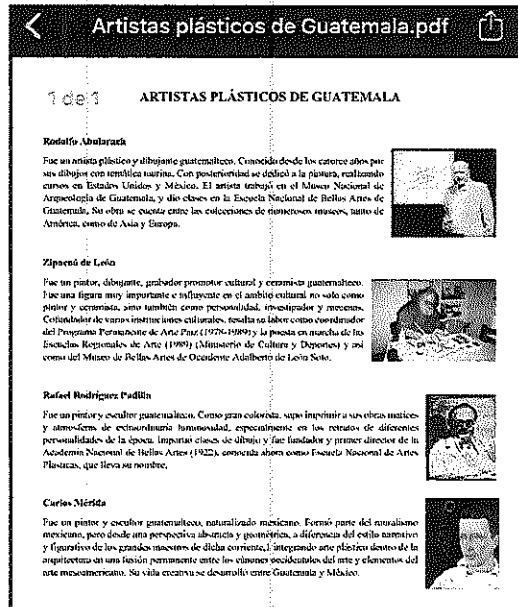 Artistas plásticos de Guatemala.pdf
1 de 1
ARTISTAS PLÁSTICOS DE GUATEMALA
Rodolfo Abularach
Fue un artista plástico y dibujante guatemalteco. Conocido desde los catorce años por
sus dibujos con temática taurina. Con posterioridad se dedicó a la pintura, realizando
cursos en Estados Unidos y México. El artista trabajó en el Museo Nacional de
Arqueología de Guatemala, y dio clases en la Escuela Nacional de Bellas Artes de
Guatemala. Su obra se cuenta entre las colecciones de numerosos museos, tanto de
América, como de Asia y Europa.
Zipacná de León
Fue un pintor, dibujante, grabador promotor cultural y ceramista guatemalteco.
Fue una figura muy importante e influyente en el ambito cultural no solo como
pintor y ceramista, sino también como personalidad, investigador y mecenas.
Cofundador de varias instituciones culturales, resalta su labor como coordinador
del Programa Permanente de Arte Paiz (1978-1989) y la puesta en marcha de las
Escuelas Regionales de Arte (1989) (Ministerio de Cultura y Deportes) y así
como del Museo de Bellas Artes de Occidente Adalberto de León Soto.
Rafael Rodríguez Padilla
Fue un pintor y escultor guatemalteco. Como gran colorista, supo imprimir a sus obras matices
y atmosferas de extraordinaria luminosidad, especialmente en los retratos de diferentes
personalidades de la época. Impartió clases de dibujo y fue fundador y primer director de la
Academia Nacional de Bellas Artes (1922), conocida ahora como Escuela Nacional de Artes
Plásticas, que lleva su nombre.
Carlos Mérida
Fue un pintor y escultor guatemalteco, naturalizado mexicano. Formó parte del muralismo
mexicano, pero desde una perspectiva abstracta y geométrica, a diferencia del estilo narrativo
y figurativo de los grandes maestros de dicha corriente, integrando arte plástica dentro de la
arquitectura en una fusión permanente entre los cánones occidentales del arte y elementos del
arte mesoamericano. Su vida creativa se desarrolló entre Guatemala y México.